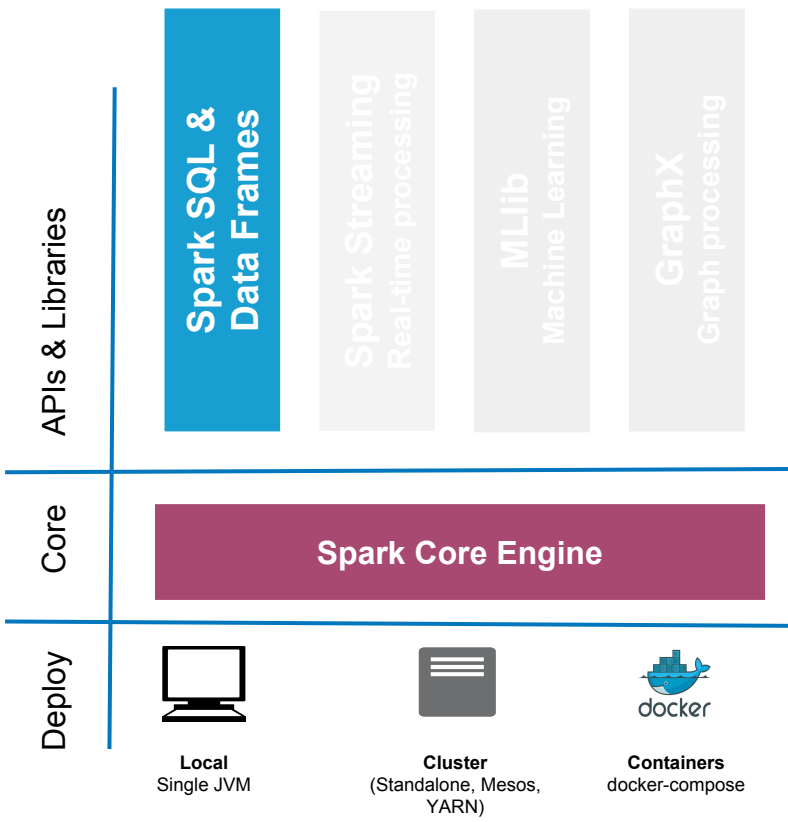 APIs & Libraries
Spark SQL &
Data Frames
Spark Streaming
Real-time processing
MLlib
Machine Learning
GraphX
Graph processing
Core
Spark Core Engine
Deploy
docker
Local
Single JVM
Cluster
(Standalone, Mesos,
YARN)
Containers
docker-compose